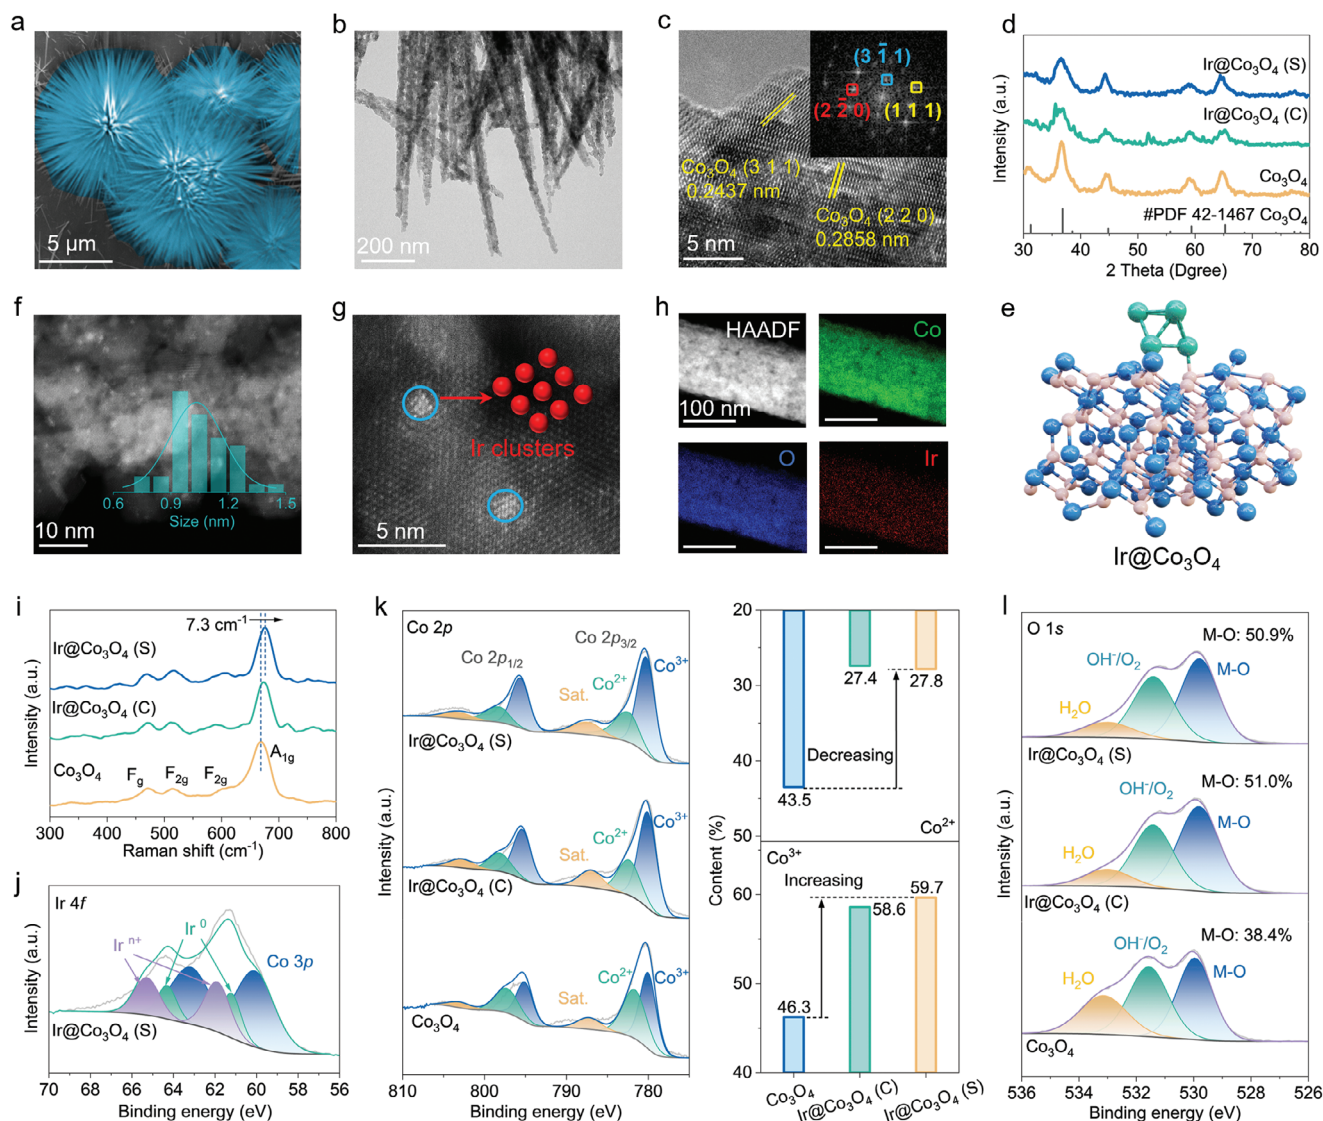 a
5 µm
b
200 nm
c
(3 1̄ 1)
(2 2̄ 0)
(1 1 1)
Co₃O₄ (3 1 1)
0.2437 nm
Co₃O₄ (2 2 0)
0.2858 nm
5 nm
d
Intensity (a.u.)
Ir@Co₃O₄ (S)
Ir@Co₃O₄ (C)
Co₃O₄
#PDF 42-1467 Co₃O₄
30 40 50 60 70 80
2 Theta (Dgree)
f
0.6 0.9 1.2 1.5
Size (nm)
10 nm
g
Ir clusters
5 nm
h
HAADF
100 nm
Co
O
Ir
e
Ir@Co₃O₄
i
7.3 cm⁻¹
Ir@Co₃O₄ (S)
Ir@Co₃O₄ (C)
Co₃O₄
F_g F_2g F_2g A_1g
Intensity (a.u.)
300 400 500 600 700 800
Raman shift (cm⁻¹)
j
Ir 4f
Ir ⁿ⁺
Ir ⁰
Co 3p
Ir@Co₃O₄ (S)
Intensity (a.u.)
70 68 66 64 62 60 58 56
Binding energy (eV)
k
Co 2p
Co 2p₁/₂
Co 2p₃/₂
Co³⁺
Co²⁺
Sat.
Ir@Co₃O₄ (S)
Co³⁺
Co²⁺
Sat.
Ir@Co₃O₄ (C)
Co³⁺
Co²⁺
Sat.
Co₃O₄
Intensity (a.u.)
810 800 790 780
Binding energy (eV)
20
30
40
50
27.4
27.8
Decreasing
43.5
Co²⁺
Content (%)
Co³⁺
Increasing
59.7
58.6
46.3
60
50
40
Co₃O₄
Ir@Co₃O₄ (C)
Ir@Co₃O₄ (S)
l
O 1s
M-O: 50.9%
OH⁻/O₂
M-O
H₂O
Ir@Co₃O₄ (S)
M-O: 51.0%
OH⁻/O₂
M-O
H₂O
Ir@Co₃O₄ (C)
M-O: 38.4%
OH⁻/O₂
M-O
H₂O
Co₃O₄
Intensity (a.u.)
536 534 532 530 528 526
Binding energy (eV)